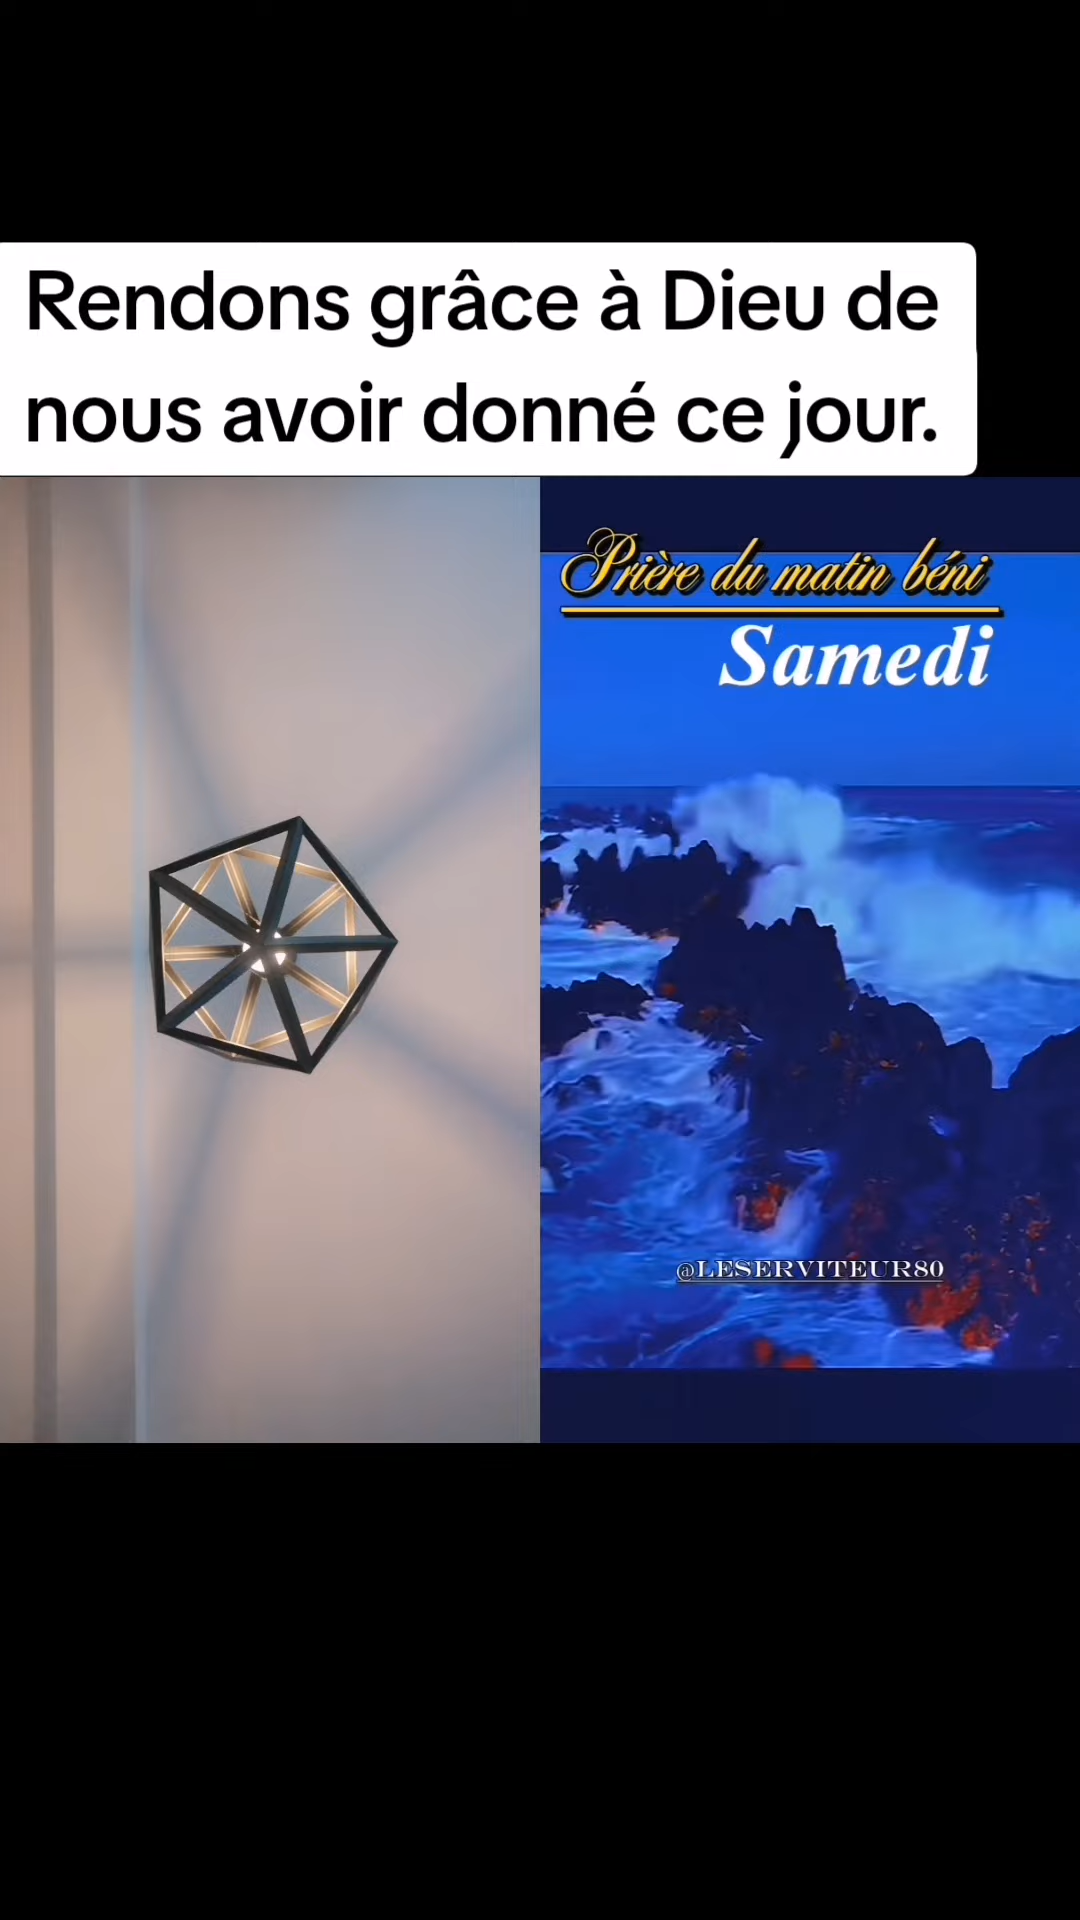 Rendons grâce à Dieu de
nous avoir donné ce jour.
Prière du matin béni
Samedi
@LESERVITEUR80